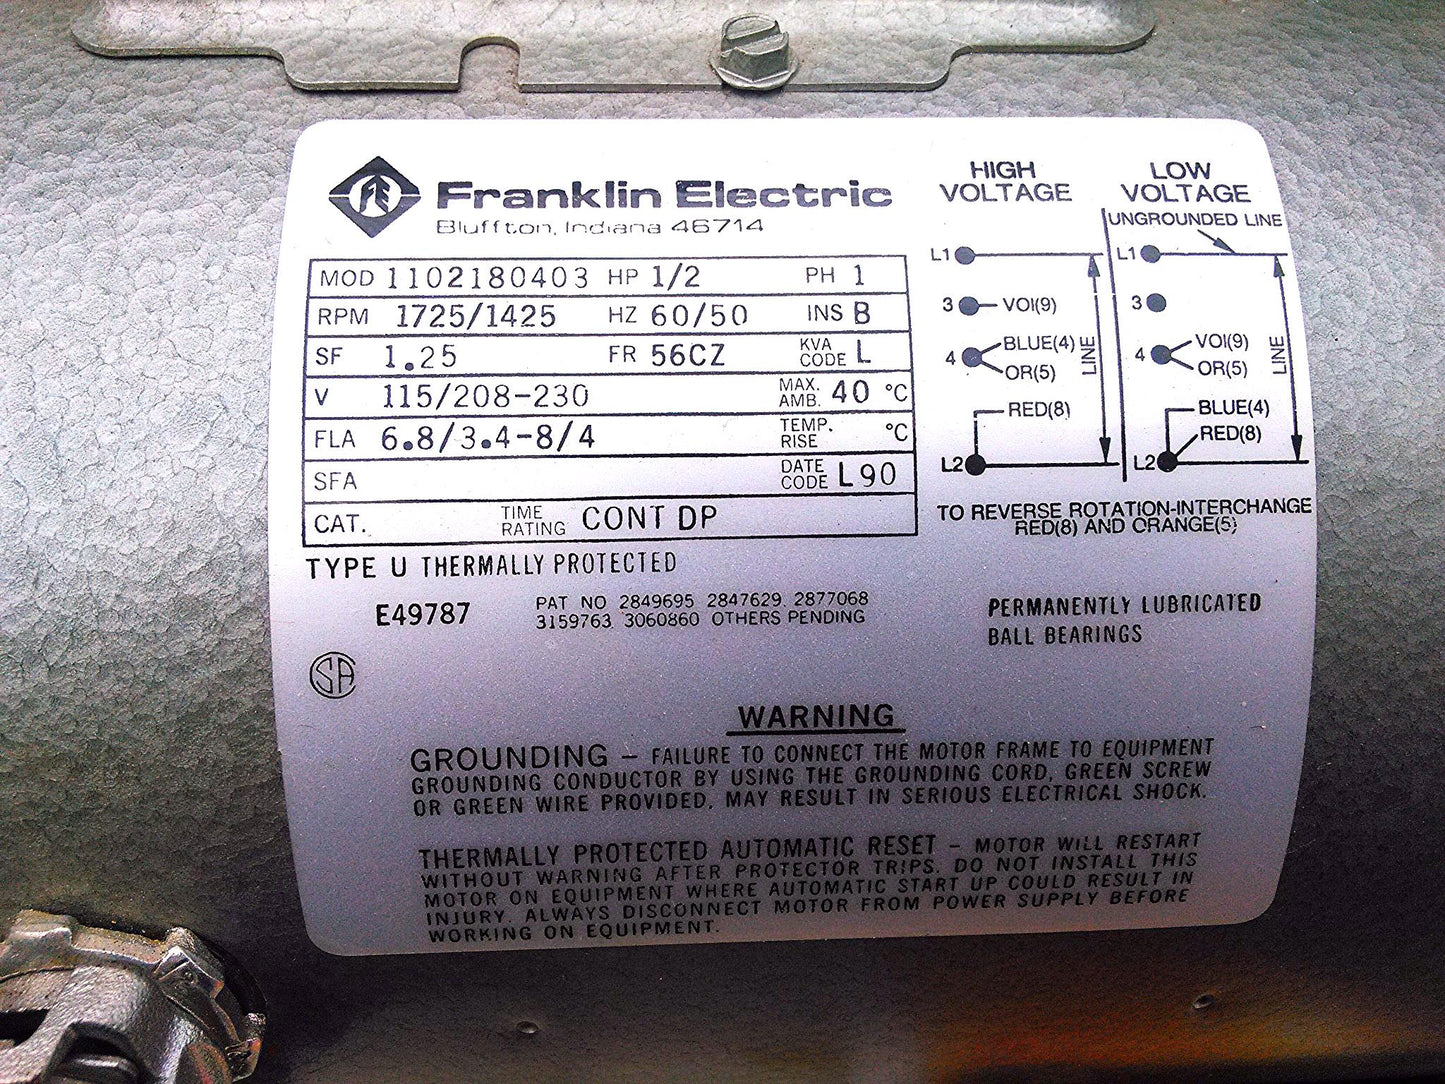 Franklin Electric
Bluffton, Indiana 46714
MOD 1102180403 HP 1/2 PH 1
RPM 1725/1425 HZ 60/50 INS B
SF 1.25 FR 56CZ KVA CODE L
V 115/208-230 MAX. AMB. 40 °C
FLA 6.8/3.4-8/4 TEMP. RISE °C
SFA DATE CODE L90
CAT. TIME RATING CONT DP
TYPE U THERMALLY PROTECTED
E49787
PAT NO 2849695 2847629 2877068
3159763 3060860 OTHERS PENDING
CSA
HIGH
VOLTAGE
L1
3 VOI(9)
BLUE(4)
4
OR(5)
LINE
RED(8)
L2
LOW
VOLTAGE
UNGROUNDED LINE
L1
3
VOI(9)
4
OR(5)
LINE
BLUE(4)
RED(8)
L2
TO REVERSE ROTATION-INTERCHANGE
RED(8) AND ORANGE(5)
PERMANENTLY LUBRICATED
BALL BEARINGS
WARNING
GROUNDING – FAILURE TO CONNECT THE MOTOR FRAME TO EQUIPMENT
GROUNDING CONDUCTOR BY USING THE GROUNDING CORD, GREEN SCREW
OR GREEN WIRE PROVIDED, MAY RESULT IN SERIOUS ELECTRICAL SHOCK.
THERMALLY PROTECTED AUTOMATIC RESET – MOTOR WILL RESTART
WITHOUT WARNING AFTER PROTECTOR TRIPS. DO NOT INSTALL THIS
MOTOR ON EQUIPMENT WHERE AUTOMATIC START UP COULD RESULT IN
INJURY. ALWAYS DISCONNECT MOTOR FROM POWER SUPPLY BEFORE
WORKING ON EQUIPMENT.